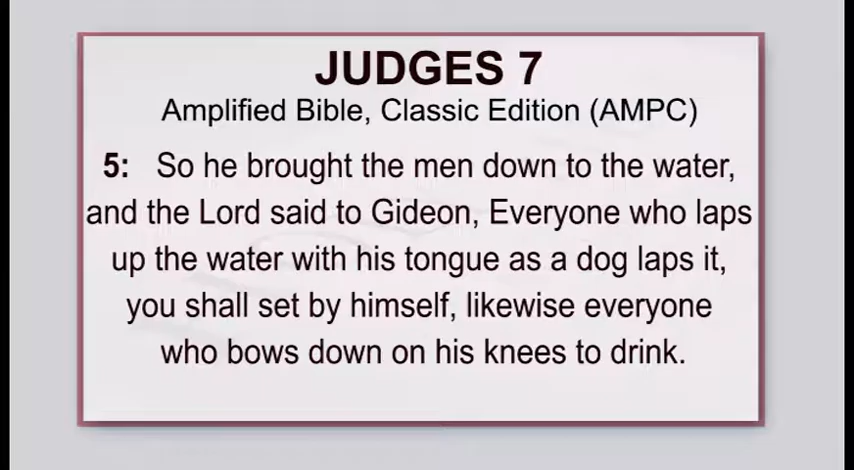 JUDGES 7
Amplified Bible, Classic Edition (AMPC)
5: So he brought the men down to the water,
and the Lord said to Gideon, Everyone who laps
up the water with his tongue as a dog laps it,
you shall set by himself, likewise everyone
who bows down on his knees to drink.